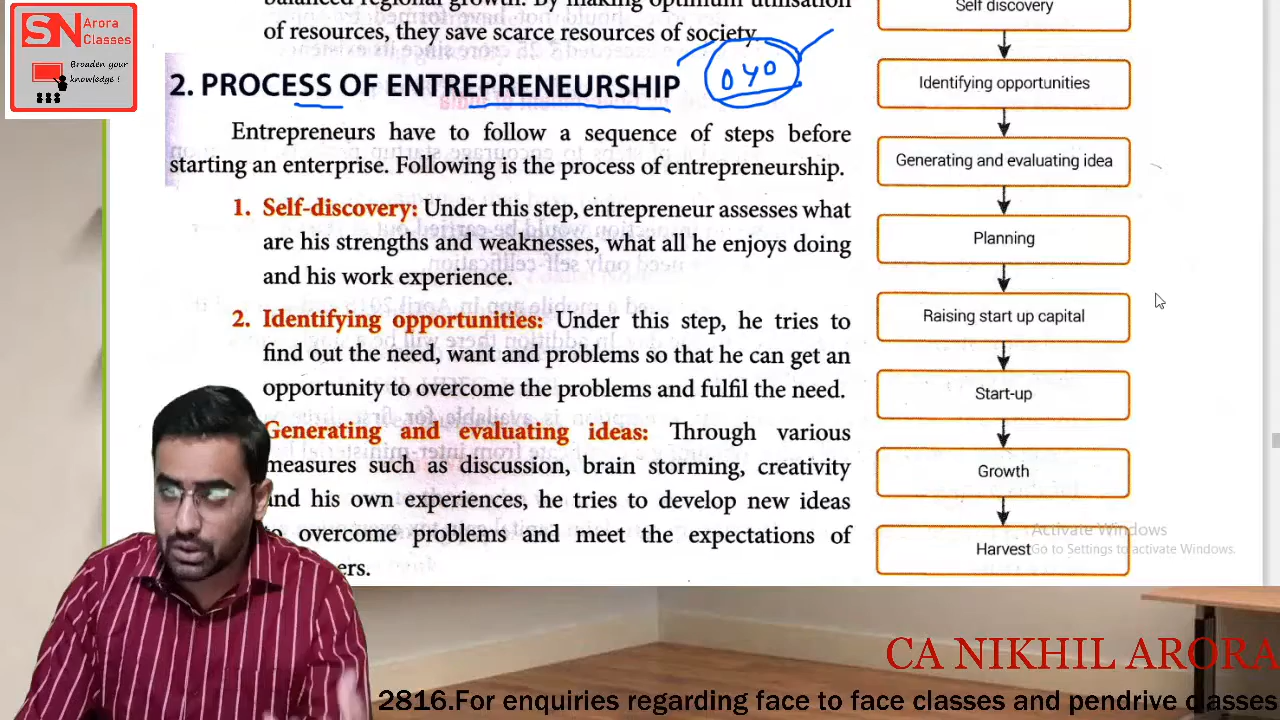 SN Arora
Classes
Broaden your
knowledge !
of resources, they save scarce resources of society.
2. PROCESS OF ENTREPRENEURSHIP
OYO
Entrepreneurs have to follow a sequence of steps before
starting an enterprise. Following is the process of entrepreneurship.
1. Self-discovery: Under this step, entrepreneur assesses what
are his strengths and weaknesses, what all he enjoys doing
and his work experience.
2. Identifying opportunities: Under this step, he tries to
find out the need, want and problems so that he can get an
opportunity to overcome the problems and fulfil the need.
Generating and evaluating ideas: Through various
measures such as discussion, brain storming, creativity
and his own experiences, he tries to develop new ideas
overcome problems and meet the expectations of
Self discovery
Identifying opportunities
Generating and evaluating idea
Planning
Raising start up capital
Start-up
Growth
Harvest
Activate Windows
Go to Settings to activate Windows.
CA NIKHIL ARORA
2816.For enquiries regarding face to face classes and pendrive classes